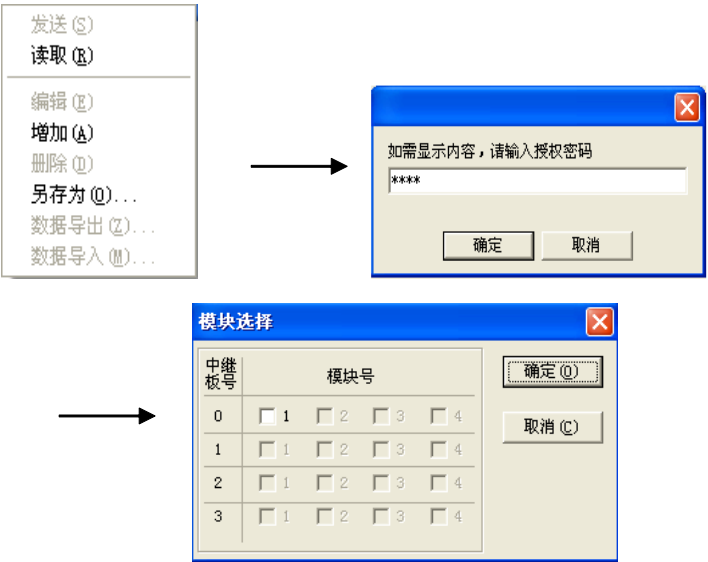 发送(S)
读取(R)
编辑(E)
增加(A)
册除(D)
另存为(O)...
数据导出(Z)...
数据导入(M)...
如需显示内容，请输入授权密码
****
确定 取消
模块选择
中继板号 模块号
确定(O)
0 1 2 3 4
取消(C)
1 1 2 3 4
2 1 2 3 4
3 1 2 3 4